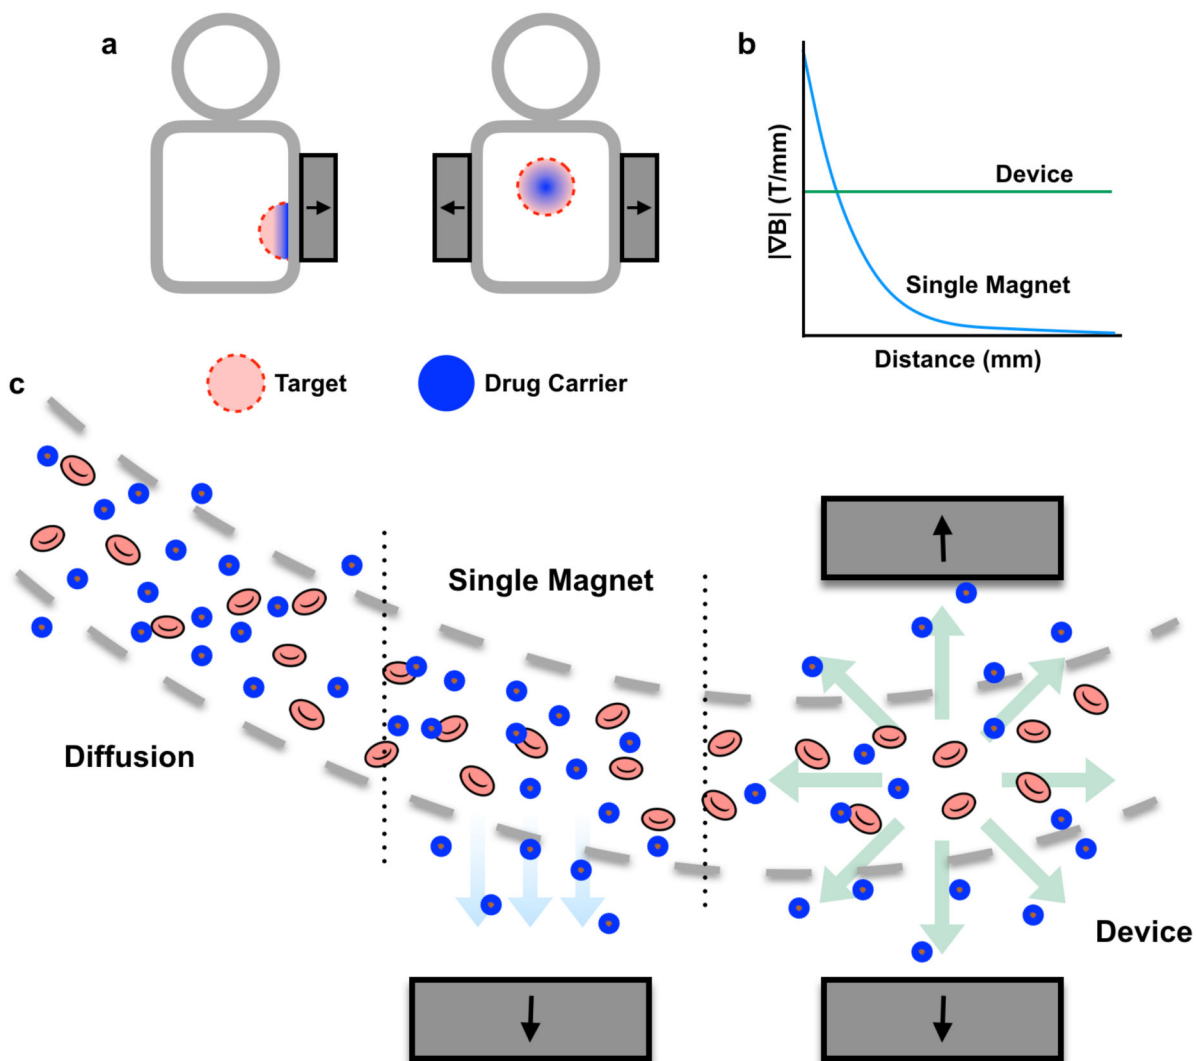 a
b
|∇B| (T/mm)
Device
Single Magnet
Distance (mm)
c
Target
Drug Carrier
Single Magnet
Diffusion
Device